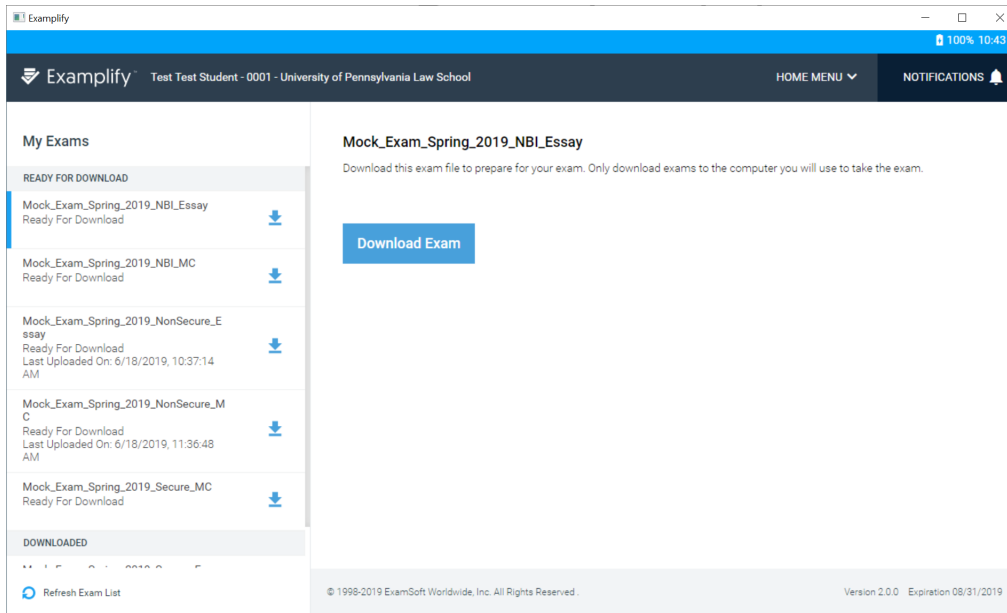 Examplify
100% 10:43
Examplify Test Test Student - 0001 - University of Pennsylvania Law School
HOME MENU
NOTIFICATIONS
My Exams
READY FOR DOWNLOAD
Mock_Exam_Spring_2019_NBI_Essay
Ready For Download
Mock_Exam_Spring_2019_NBI_MC
Ready For Download
Mock_Exam_Spring_2019_NonSecure_E
ssay
Ready For Download
Last Uploaded On: 6/18/2019, 10:37:14
AM
Mock_Exam_Spring_2019_NonSecure_M
C
Ready For Download
Last Uploaded On: 6/18/2019, 11:36:48
AM
Mock_Exam_Spring_2019_Secure_MC
Ready For Download
DOWNLOADED
Refresh Exam List
Mock_Exam_Spring_2019_NBI_Essay
Download this exam file to prepare for your exam. Only download exams to the computer you will use to take the exam.
Download Exam
© 1998-2019 ExamSoft Worldwide, Inc. All Rights Reserved .
Version 2.0.0 Expiration 08/31/2019